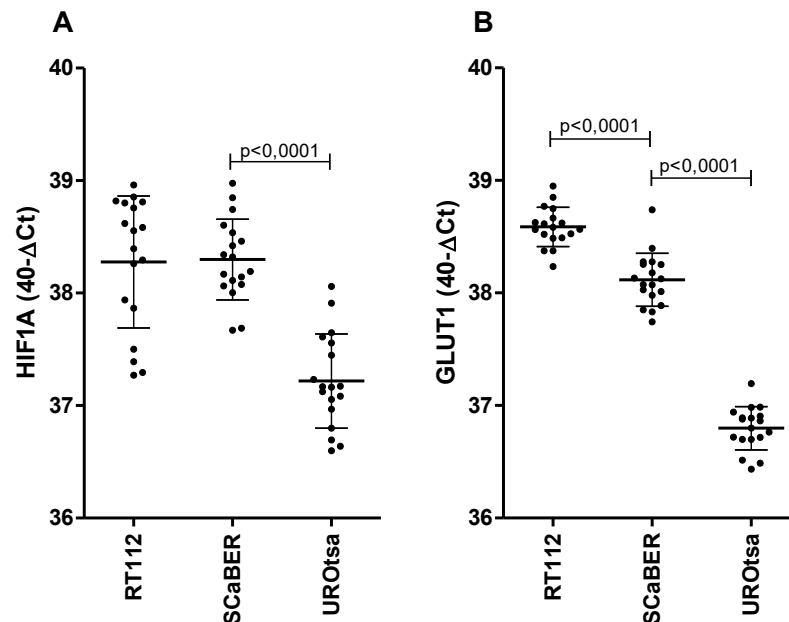 A
HIF1A (40-ΔCt)
40
39
38
37
36
p<0,0001
RT112
SCaBER
UROtsa
B
GLUT1 (40-ΔCt)
40
39
38
37
36
p<0,0001
p<0,0001
RT112
SCaBER
UROtsa